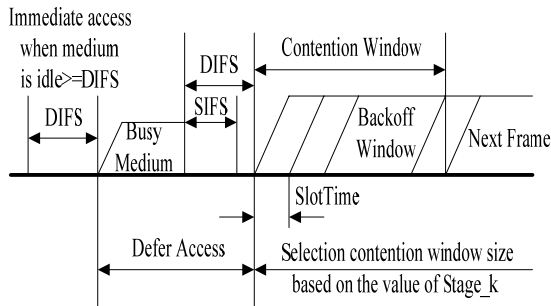 Immediate access
when medium
is idle>=DIFS
DIFS
Busy
Medium
DIFS
SIFS
Contention Window
Backoff
Window
Next Frame
SlotTime
Defer Access
Selection contention window size
based on the value of Stage_k